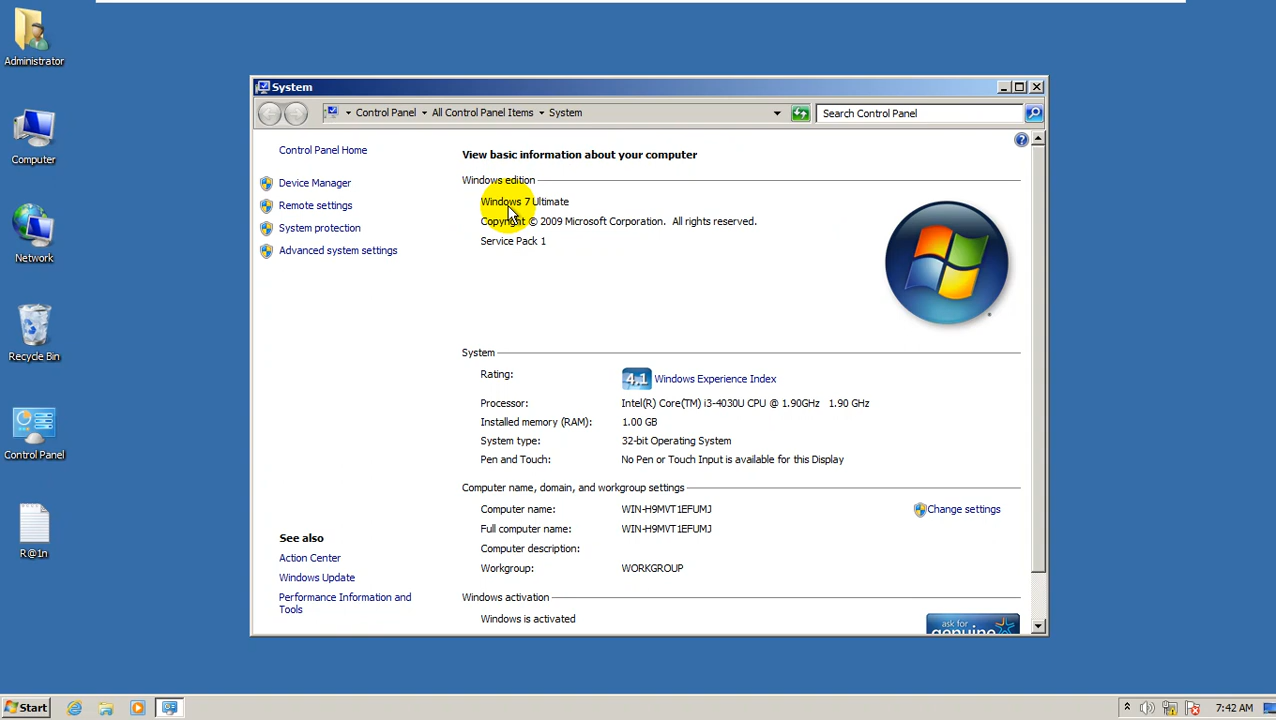 Administrator
Computer
Network
Recycle Bin
Control Panel
R@1n
System
Control Panel
All Control Panel Items
System
Search Control Panel
Control Panel Home
Device Manager
Remote settings
System protection
Advanced system settings
See also
Action Center
Windows Update
Performance Information and
Tools
View basic information about your computer
Windows edition
Windows 7 Ultimate
Copyright © 2009 Microsoft Corporation. All rights reserved.
Service Pack 1
System
Rating:
4,1 Windows Experience Index
Processor: Intel(R) Core(TM) i3-4030U CPU @ 1.90GHz 1.90 GHz
Installed memory (RAM): 1.00 GB
System type: 32-bit Operating System
Pen and Touch: No Pen or Touch Input is available for this Display
Computer name, domain, and workgroup settings
Computer name: WIN-H9MVT1EFUMJ
Change settings
Full computer name: WIN-H9MVT1EFUMJ
Computer description:
Workgroup: WORKGROUP
Windows activation
Windows is activated
ask for
genuine
Start
7:42 AM